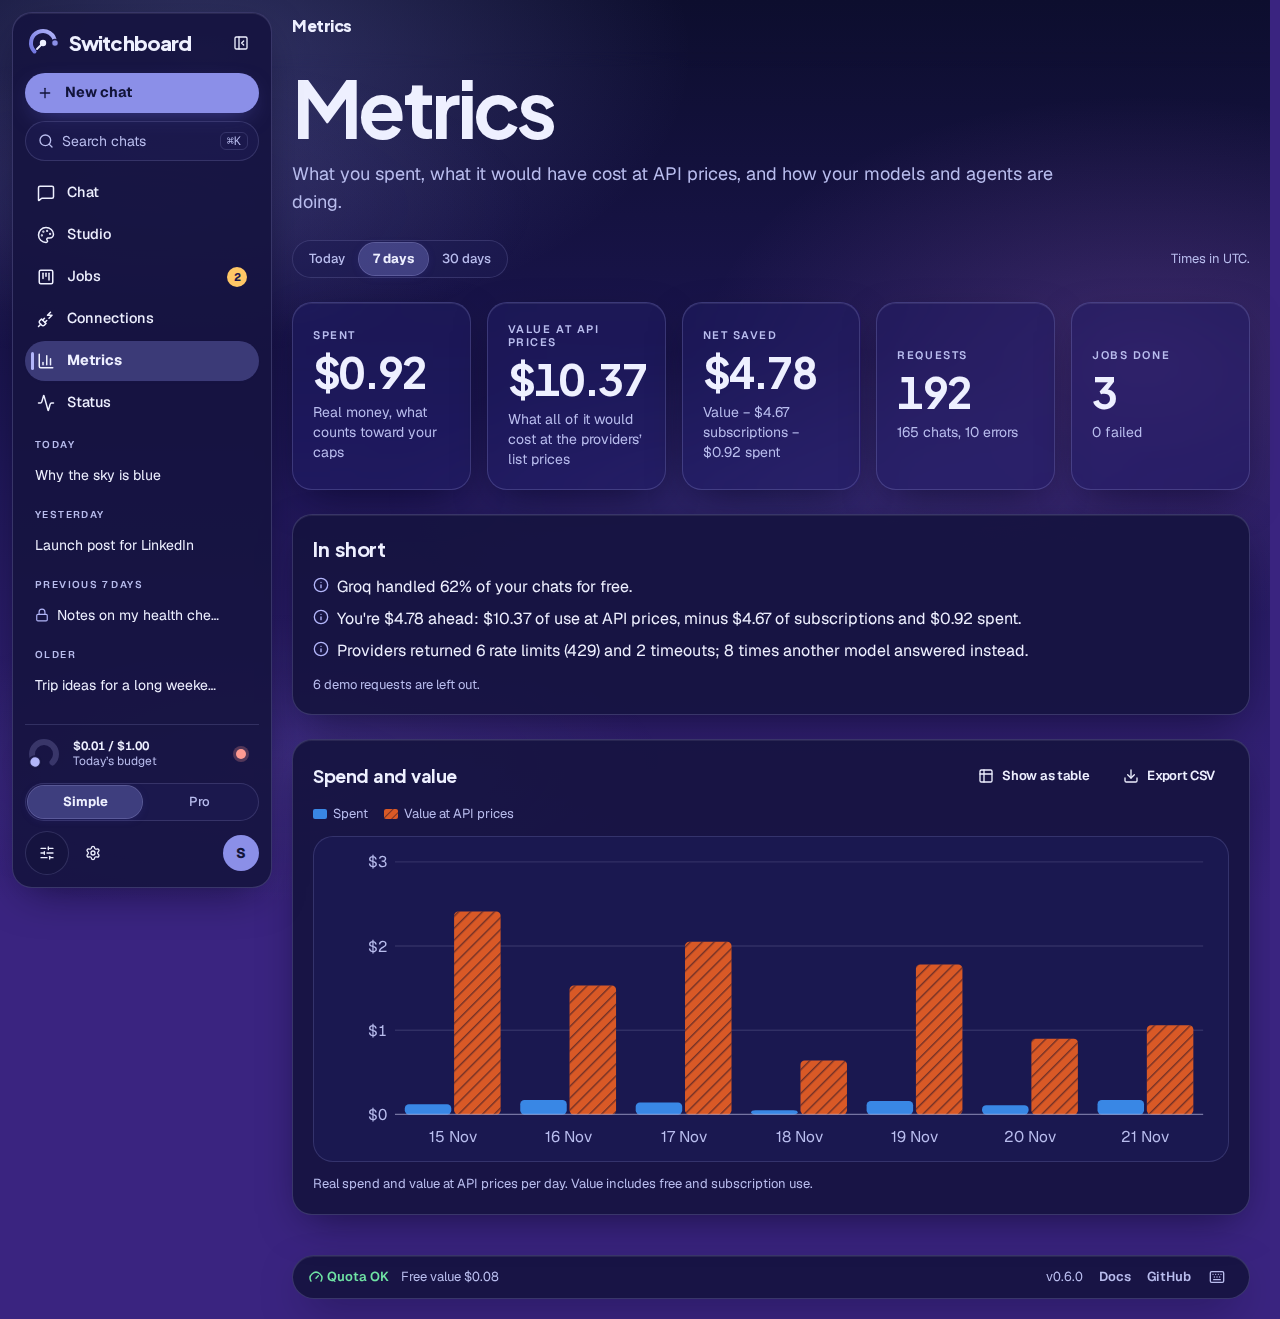 Switchboard
New chat
Search chats
⌘K
Chat
Studio
Jobs
2
Connections
Metrics
Status
TODAY
Why the sky is blue
YESTERDAY
Launch post for LinkedIn
PREVIOUS 7 DAYS
Notes on my health che...
OLDER
Trip ideas for a long weeke...
$0.01 / $1.00
Today's budget
Simple
Pro
S
Metrics
Metrics
What you spent, what it would have cost at API prices, and how your models and agents are
doing.
Today
7 days
30 days
Times in UTC.
SPENT
$0.92
Real money, what
counts toward your
caps
VALUE AT API
PRICES
$10.37
What all of it would
cost at the providers'
list prices
NET SAVED
$4.78
Value – $4.67
subscriptions –
$0.92 spent
REQUESTS
192
165 chats, 10 errors
JOBS DONE
3
0 failed
In short
Groq handled 62% of your chats for free.
You're $4.78 ahead: $10.37 of use at API prices, minus $4.67 of subscriptions and $0.92 spent.
Providers returned 6 rate limits (429) and 2 timeouts; 8 times another model answered instead.
6 demo requests are left out.
Spend and value
Show as table
Export CSV
Spent
Value at API prices
$3
$2
$1
$0
15 Nov
16 Nov
17 Nov
18 Nov
19 Nov
20 Nov
21 Nov
Real spend and value at API prices per day. Value includes free and subscription use.
Quota OK
Free value $0.08
v0.6.0
Docs
GitHub